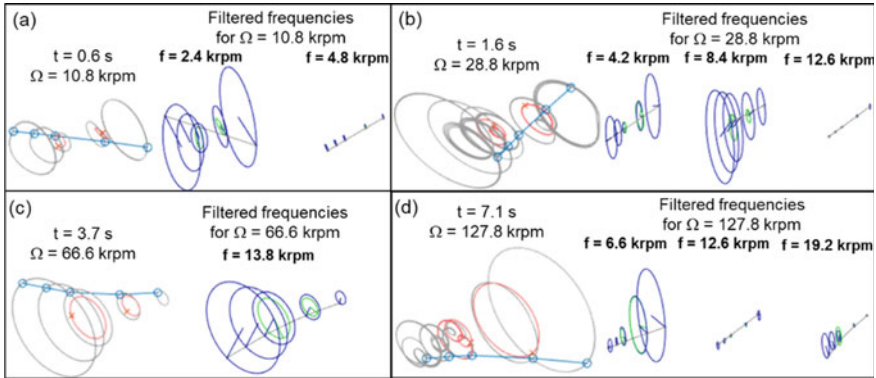 (a)
t = 0.6 s
Ω = 10.8 krpm
Filtered frequencies
for Ω = 10.8 krpm
f = 2.4 krpm
f = 4.8 krpm
(b)
t = 1.6 s
Ω = 28.8 krpm
Filtered frequencies
for Ω = 28.8 krpm
f = 4.2 krpm f = 8.4 krpm f = 12.6 krpm
(c)
t = 3.7 s
Ω = 66.6 krpm
Filtered frequencies
for Ω = 66.6 krpm
f = 13.8 krpm
(d)
t = 7.1 s
Ω = 127.8 krpm
Filtered frequencies
for Ω = 127.8 krpm
f = 6.6 krpm f = 12.6 krpm f = 19.2 krpm